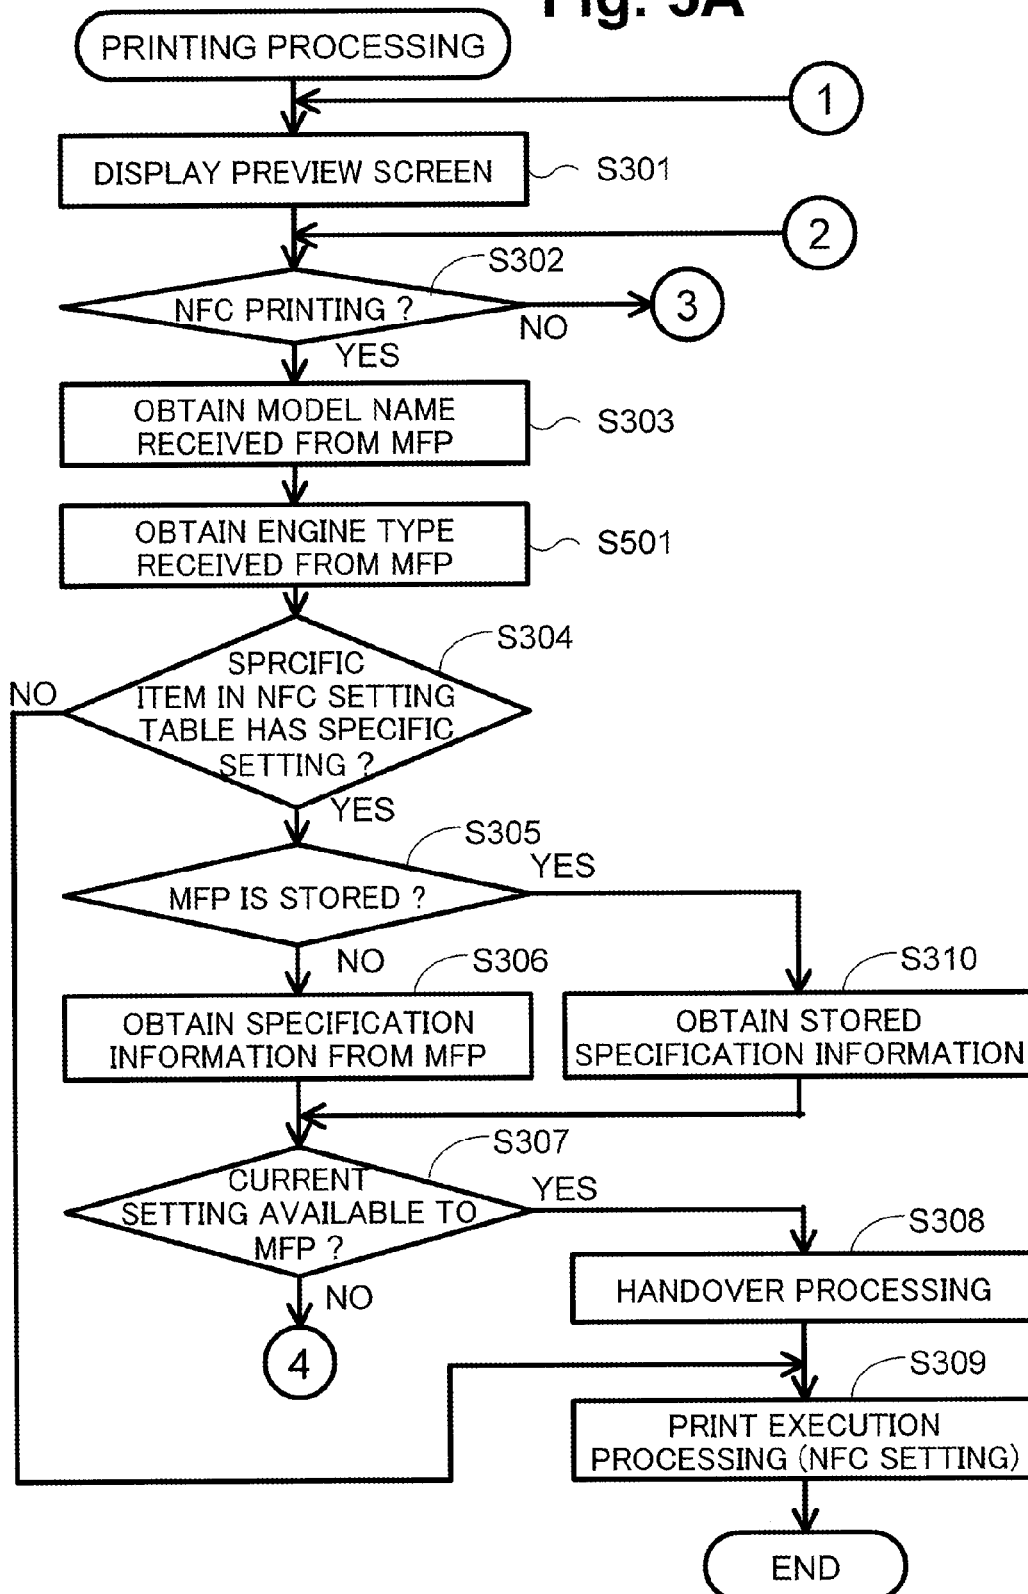 Fig. 5A
PRINTING PROCESSING
1
DISPLAY PREVIEW SCREEN
S301
2
S302
NFC PRINTING ?
NO
3
YES
OBTAIN MODEL NAME
RECEIVED FROM MFP
S303
OBTAIN ENGINE TYPE
RECEIVED FROM MFP
S501
S304
SPRCIFIC
ITEM IN NFC SETTING
TABLE HAS SPECIFIC
SETTING ?
NO
YES
S305
MFP IS STORED ?
YES
NO
S306
OBTAIN SPECIFICATION
INFORMATION FROM MFP
S310
OBTAIN STORED
SPECIFICATION INFORMATION
S307
CURRENT
SETTING AVAILABLE TO
MFP ?
YES
NO
4
S308
HANDOVER PROCESSING
S309
PRINT EXECUTION
PROCESSING (NFC SETTING)
END